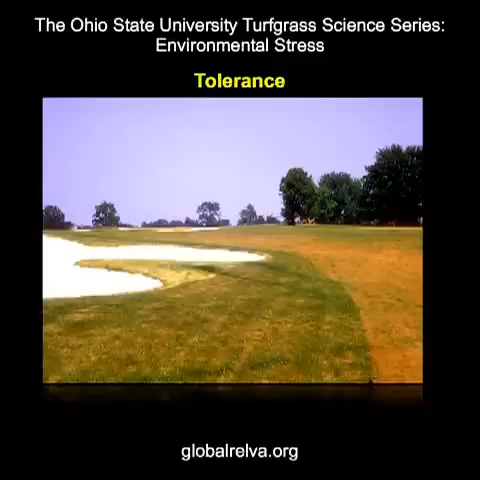 The Ohio State University Turfgrass Science Series:
Environmental Stress
Tolerance
globalrelva.org